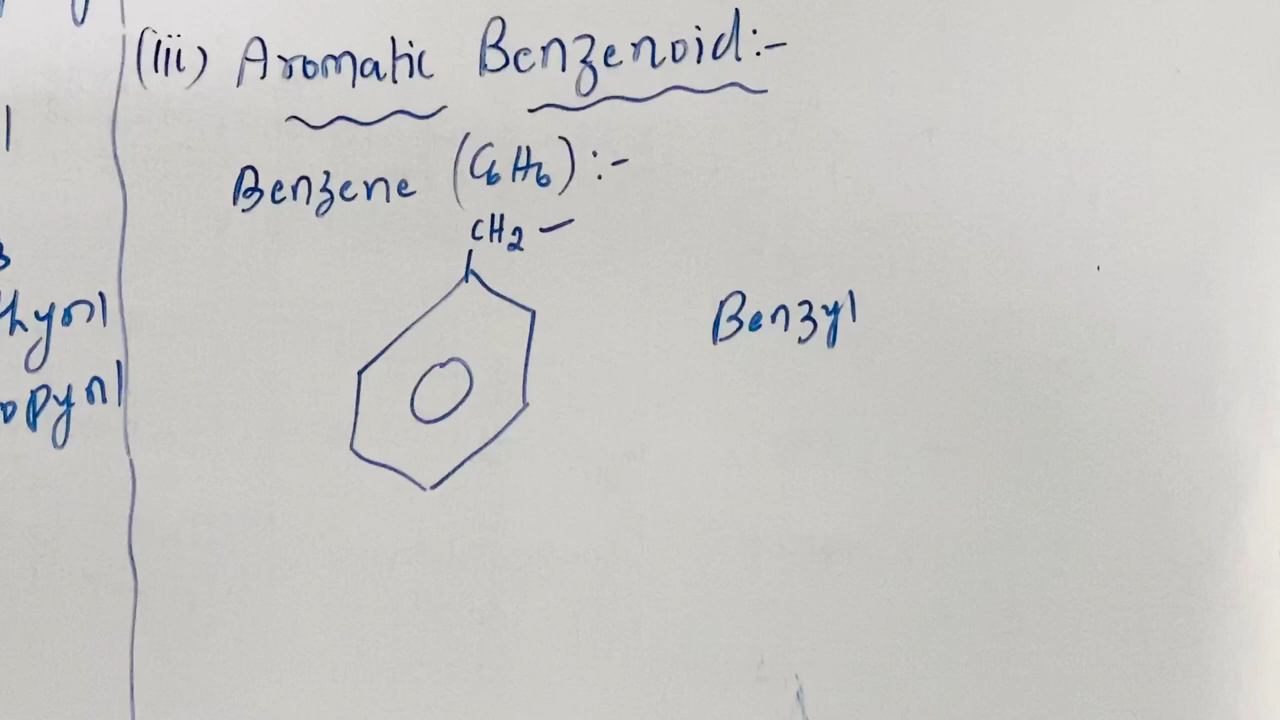 (iii) Aromatic Benzenoid:-
Benzene (C6H6):-
CH2 –
Benzyl